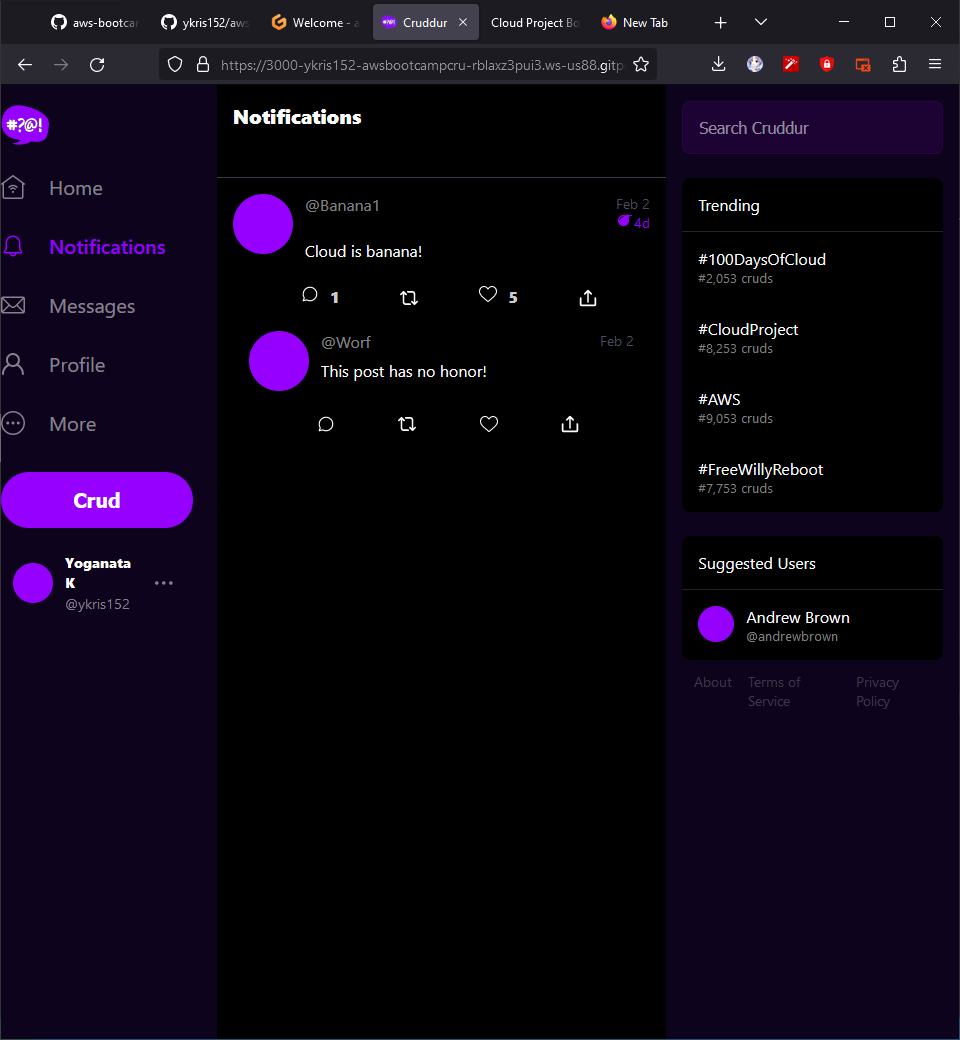 aws-bootcar
ykris152/aws
Welcome - a
Cruddur
Cloud Project Bo
New Tab
https://3000-ykris152-awsbootcampcru-rblaxz3pui3.ws-us88.gitp
#?@!
Home
Notifications
Messages
Profile
More
Crud
Yoganata
K
@ykris152
Notifications
@Banana1
Feb 2
4d
Cloud is banana!
1
5
@Worf
Feb 2
This post has no honor!
Search Cruddur
Trending
#100DaysOfCloud
#2,053 cruds
#CloudProject
#8,253 cruds
#AWS
#9,053 cruds
#FreeWillyReboot
#7,753 cruds
Suggested Users
Andrew Brown
@andrewbrown
About
Terms of
Service
Privacy
Policy